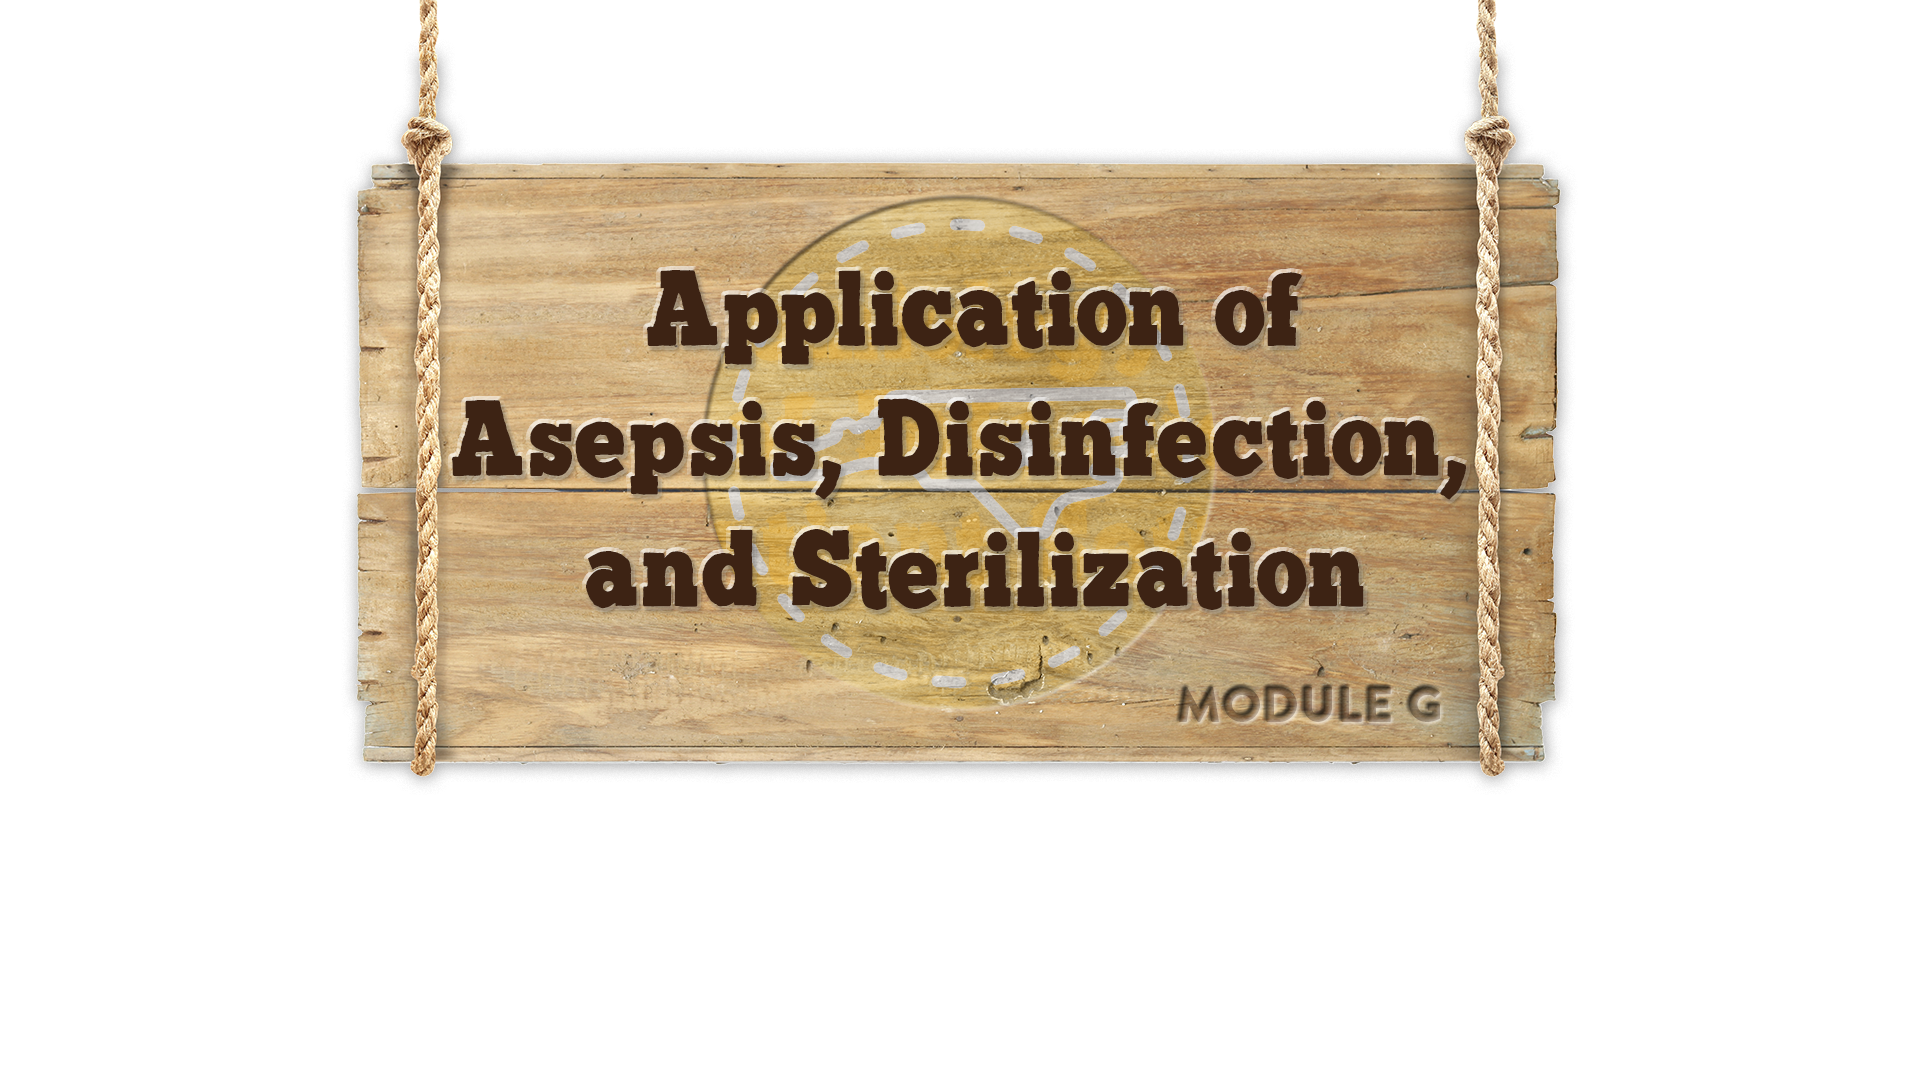 Application of
Asepsis, Disinfection,
and Sterilization
MODULE G